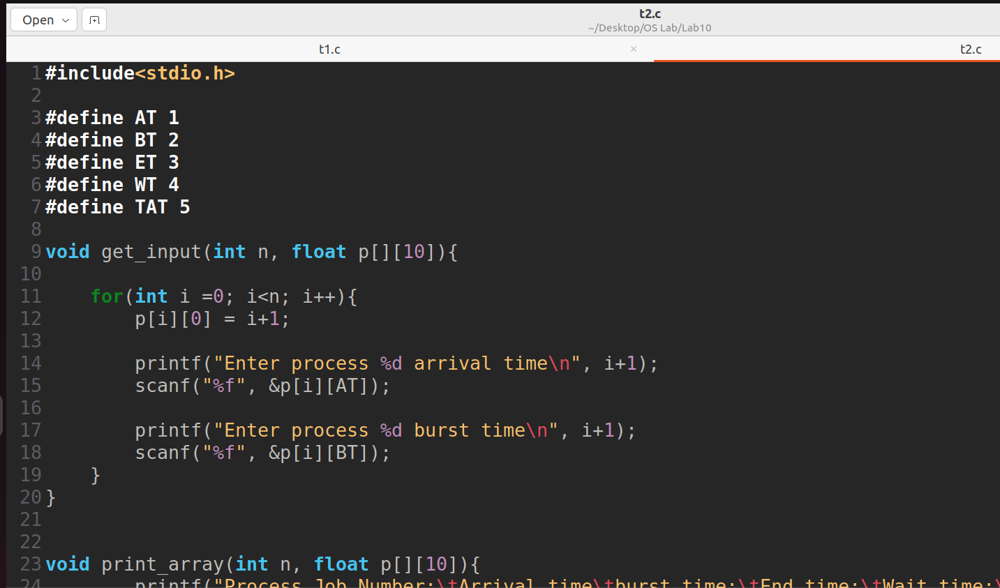 Open
t2.c
~/Desktop/OS Lab/Lab10
t1.c × t2.c
1 #include<stdio.h>
2
3 #define AT 1
4 #define BT 2
5 #define ET 3
6 #define WT 4
7 #define TAT 5
8
9 void get_input(int n, float p[][10]){
10
11     for(int i =0; i<n; i++){
12         p[i][0] = i+1;
13
14         printf("Enter process %d arrival time\n", i+1);
15         scanf("%f", &p[i][AT]);
16
17         printf("Enter process %d burst time\n", i+1);
18         scanf("%f", &p[i][BT]);
19     }
20 }
21
22
23 void print_array(int n, float p[][10]){
24         printf("Process Job Number:\tArrival time\tburst time:\tEnd time:\tWait time:\